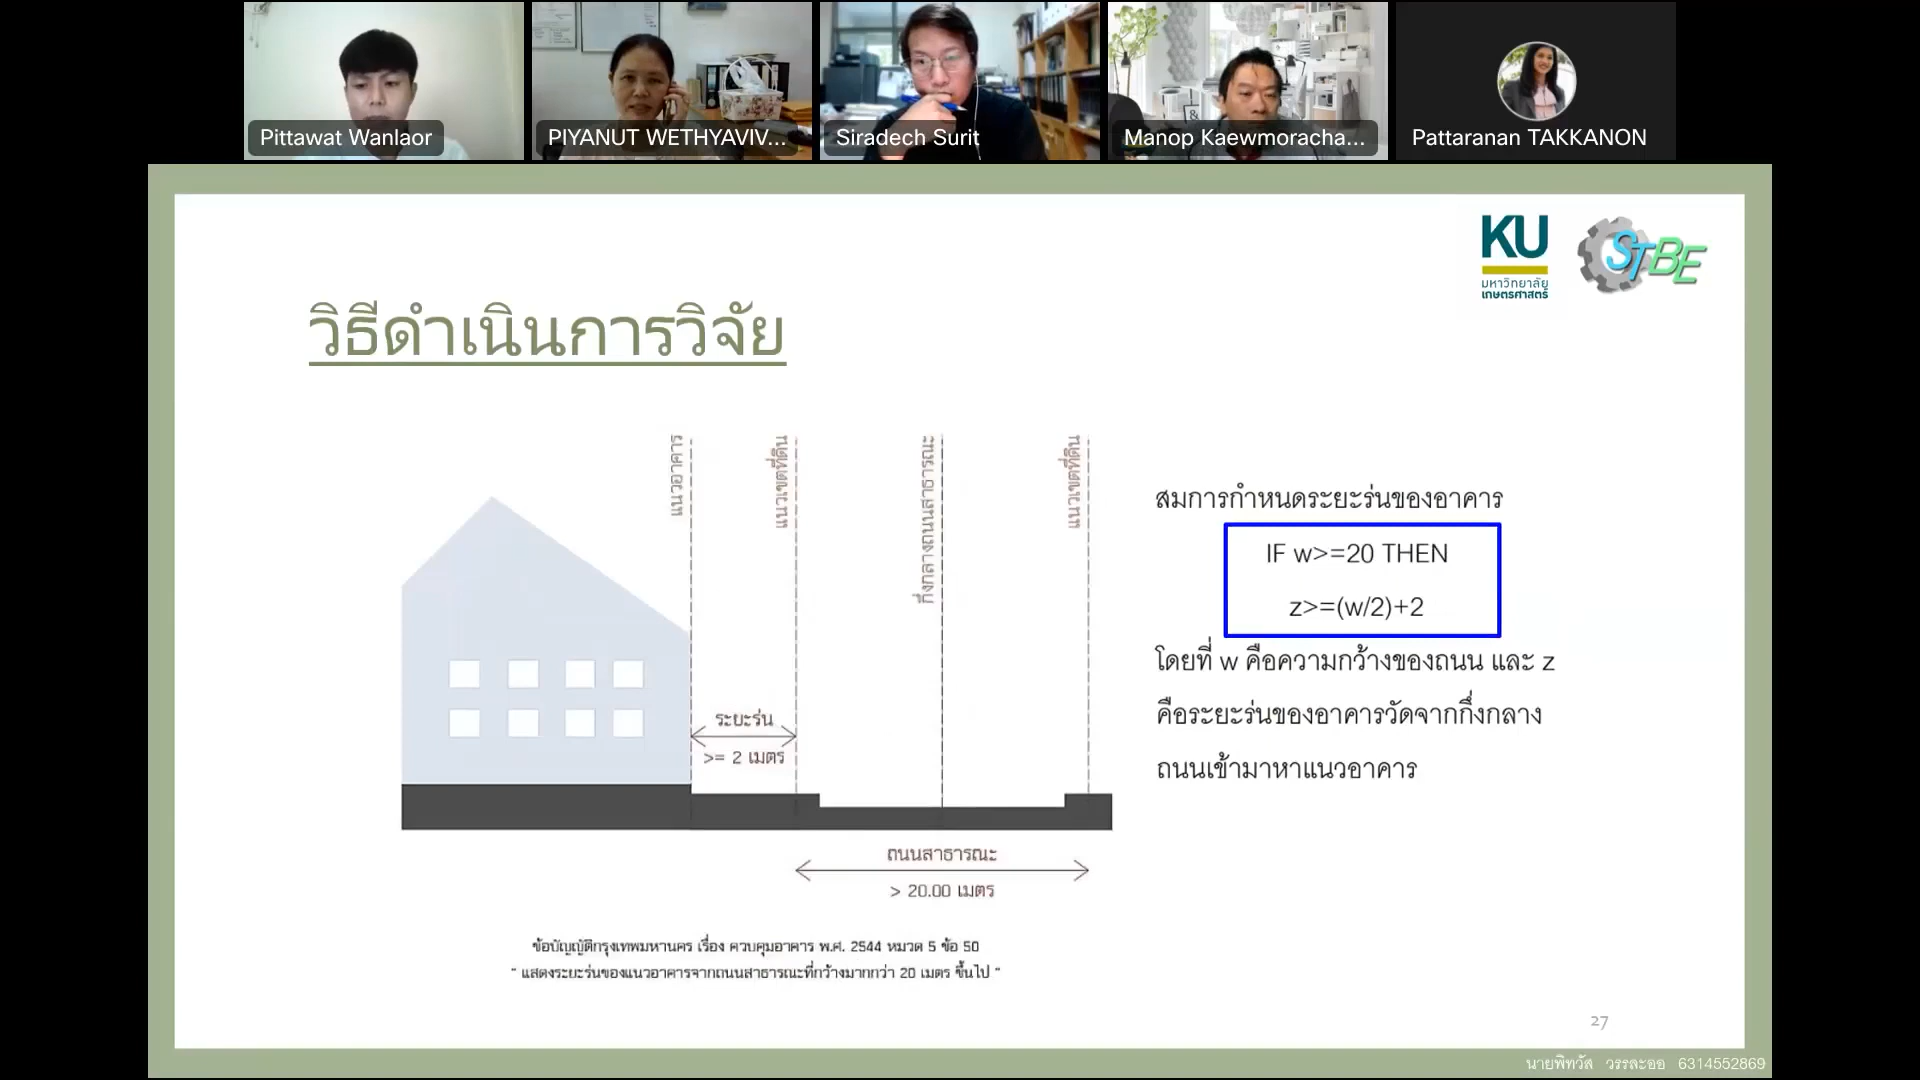 Pittawat Wanlaor
PIYANUT WETHYAVIV...
Siradech Surit
Manop Kaewmoracha...
Pattaranan TAKKANON
KU
มหาวิทยาลัย
เกษตรศาสตร์
STBE
วิธีดำเนินการวิจัย
แนวอาคาร
แนวเขตที่ดิน
กึ่งกลางถนนสาธารณะ
แนวเขตที่ดิน
ระยะร่น
>= 2 เมตร
ถนนสาธารณะ
> 20.00 เมตร
ข้อบัญญัติกรุงเทพมหานคร เรื่อง ควบคุมอาคาร พ.ศ. 2544 หมวด 5 ข้อ 50
" แสดงระยะร่นของแนวอาคารจากถนนสาธารณะที่กว้างมากกว่า 20 เมตร ขึ้นไป "
สมการกำหนดระยะร่นของอาคาร
IF w>=20 THEN
z>=(w/2)+2
โดยที่ w คือความกว้างของถนน และ z
คือระยะร่นของอาคารวัดจากกึ่งกลาง
ถนนเข้ามาหาแนวอาคาร
27
นายพิทวัส วรรละออ 6314552869